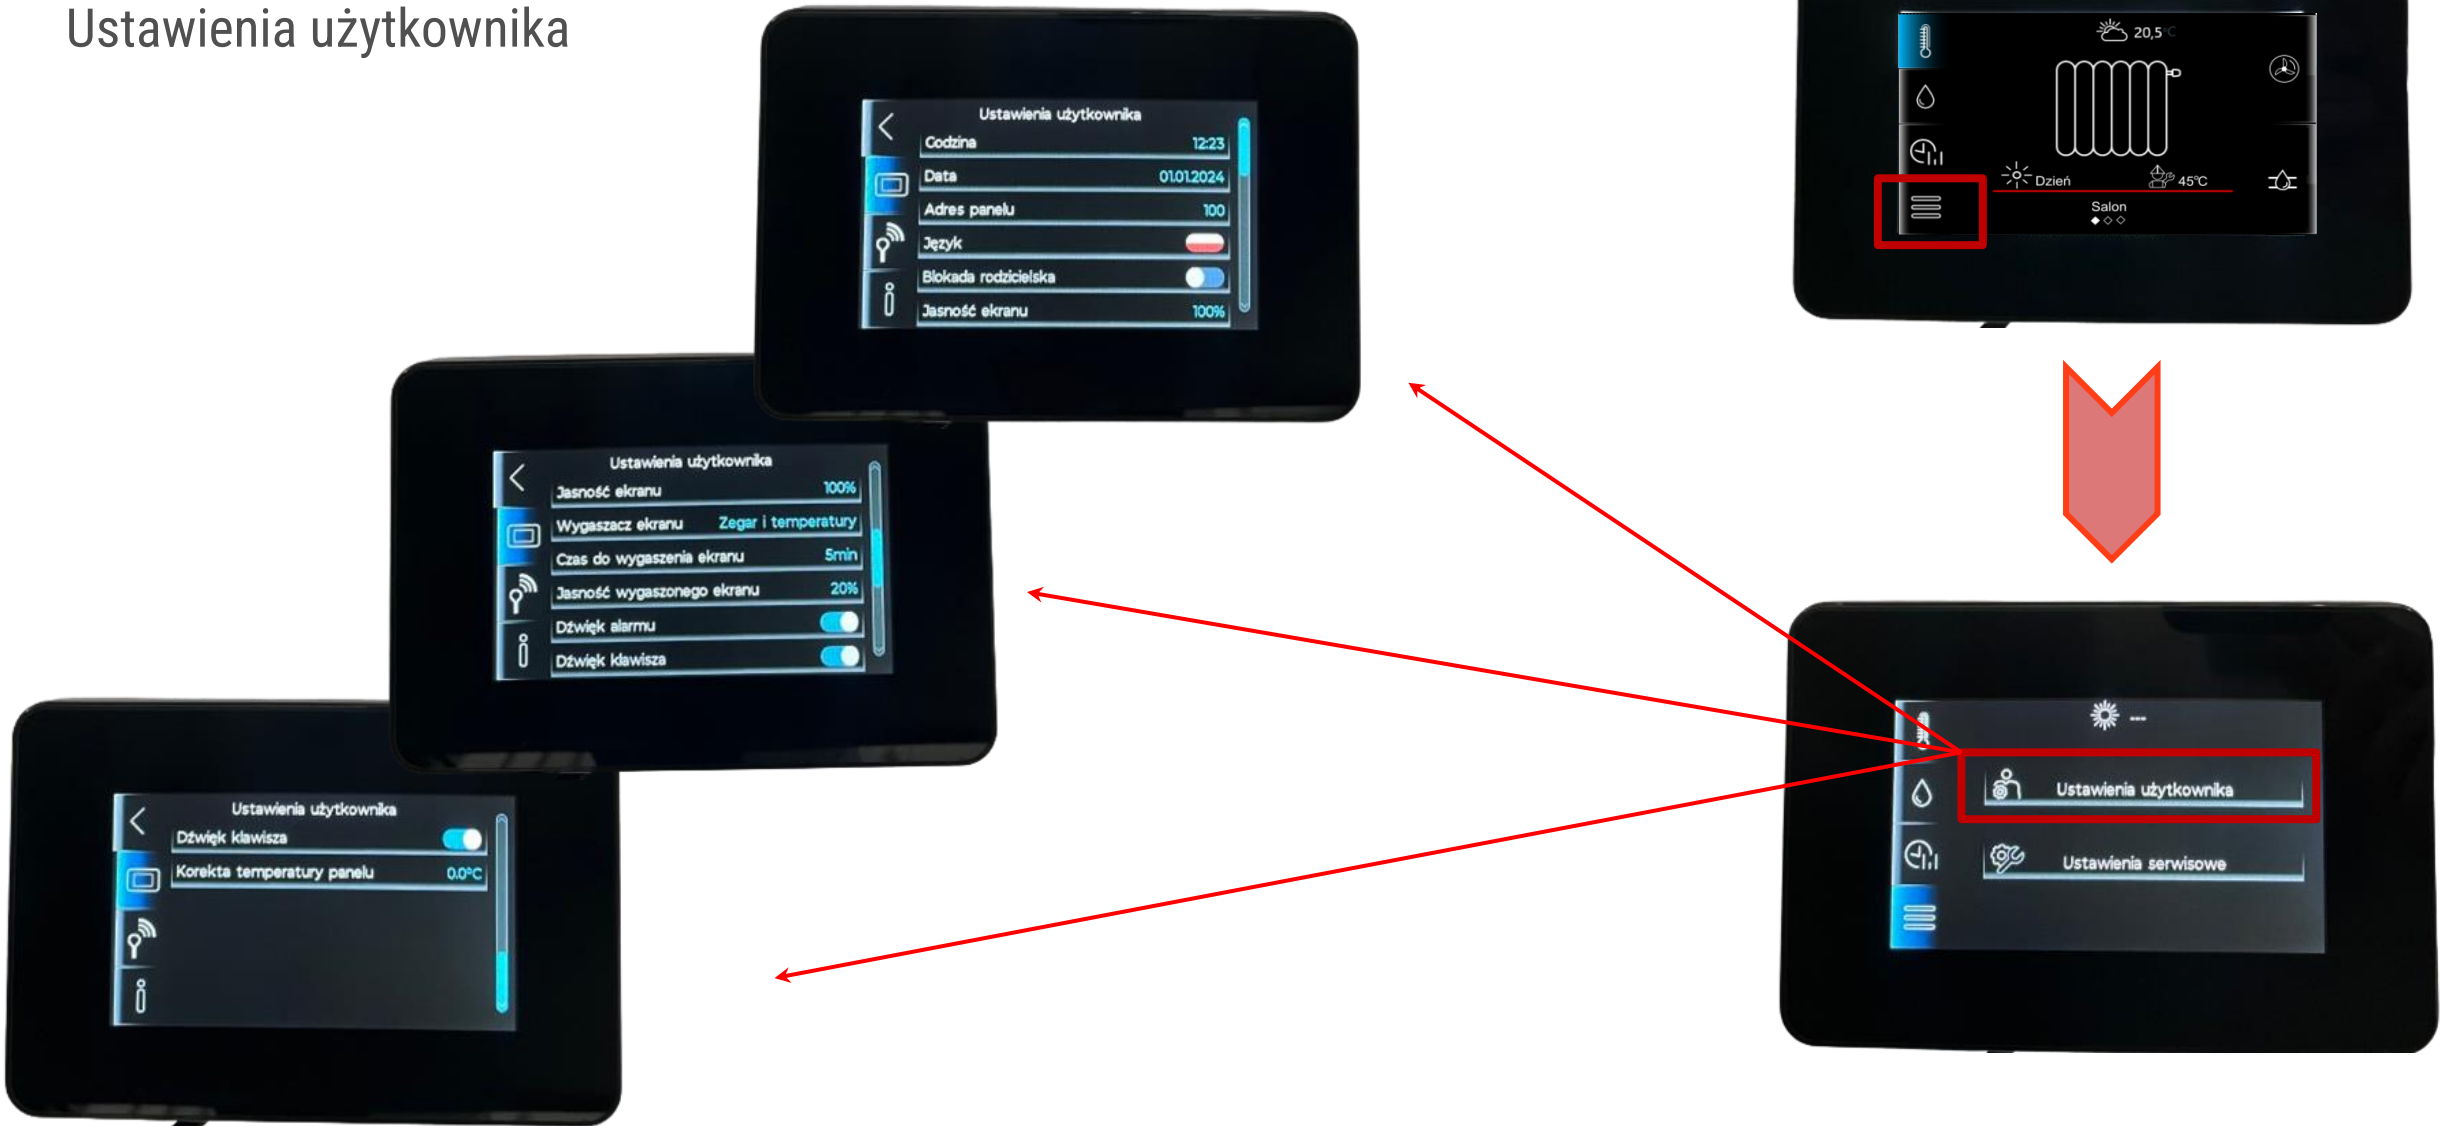 Ustawienia użytkownika
20,5°C
Dzień
45°C
Salon
Ustawienia użytkownika
Godzina 12:23
Data 01.01.2024
Adres panelu 100
Język
Blokada rodzicielska
Jasność ekranu 100%
Ustawienia użytkownika
Jasność ekranu 100%
Wygaszacz ekranu Zegar i temperatury
Czas do wygaszenia ekranu 5min
Jasność wygaszonego ekranu 20%
Dźwięk alarmu
Dźwięk klawisza
Ustawienia użytkownika
Dźwięk klawisza
Korekta temperatury panelu 0.0°C
---
Ustawienia użytkownika
Ustawienia serwisowe